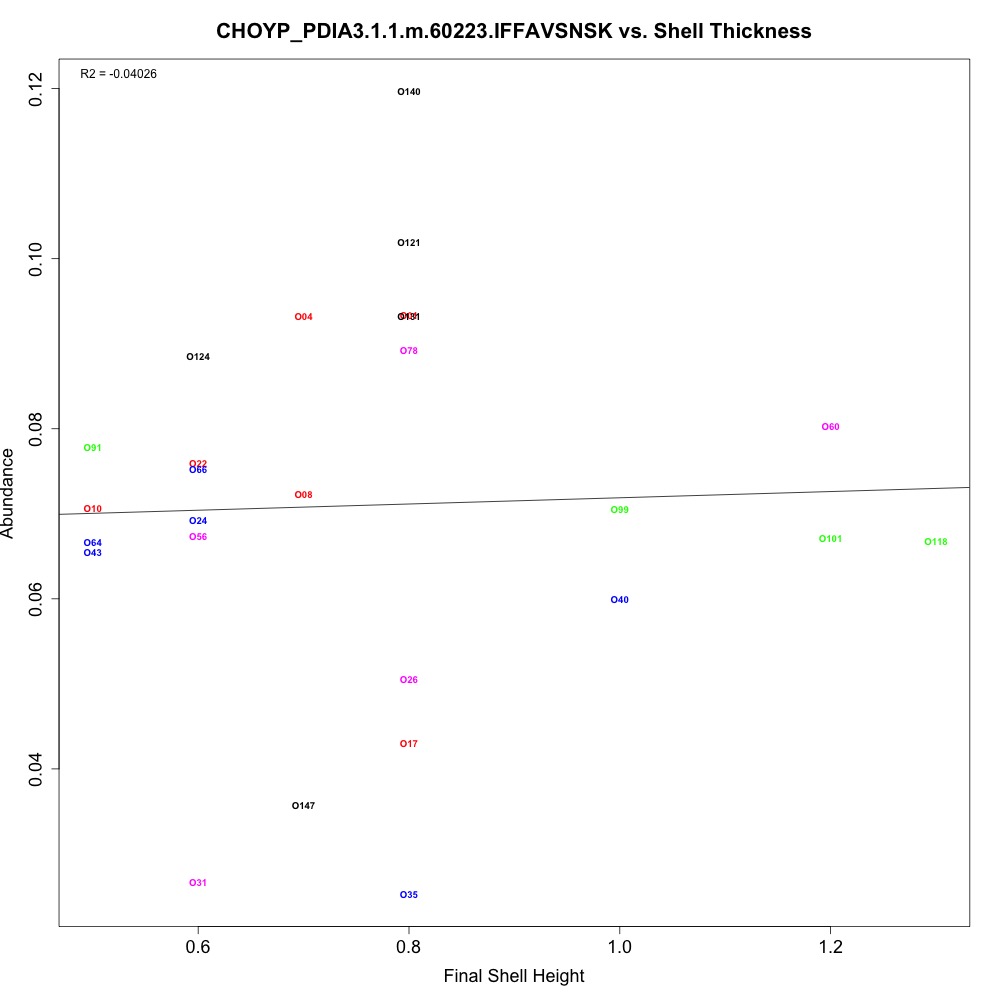 CHOYP_PDIA3.1.1.m.60223.IFFAVSNSK vs. Shell Thickness
R2 = -0.04026
0.12
O140
0.10
O121
O04
O131
O124
O78
0.08
O60
O91
O22
O66
O08
O10
O99
O24
O56
O101
O118
O64
O43
0.06
O40
O26
O17
0.04
O147
O31
O35
Abundance
0.6 0.8 1.0 1.2
Final Shell Height